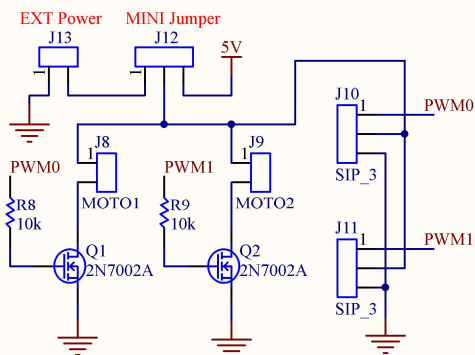 EXT Power
MINI Jumper
J13
J12
5V
1
1
J10
1
PWM0
J8
J9
1
1
PWM0
PWM1
SIP_3
R8
10k
MOTO1
R9
10k
MOTO2
J11
1
PWM1
Q1
2N7002A
Q2
2N7002A
SIP_3